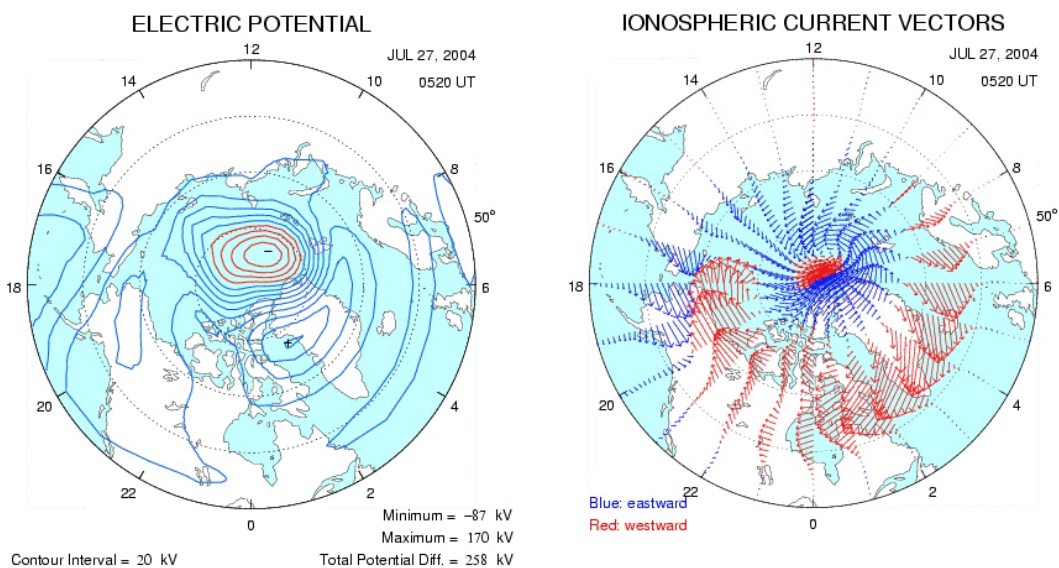 ELECTRIC POTENTIAL
JUL 27, 2004
0520 UT
12
14
10
16
8
50°
18
6
20
4
22
2
0
Minimum = −87 kV
Maximum = 170 kV
Contour Interval = 20 kV
Total Potential Diff. = 258 kV
IONOSPHERIC CURRENT VECTORS
JUL 27, 2004
0520 UT
12
14
10
16
8
50°
18
6
20
4
22
2
0
Blue: eastward
Red: westward